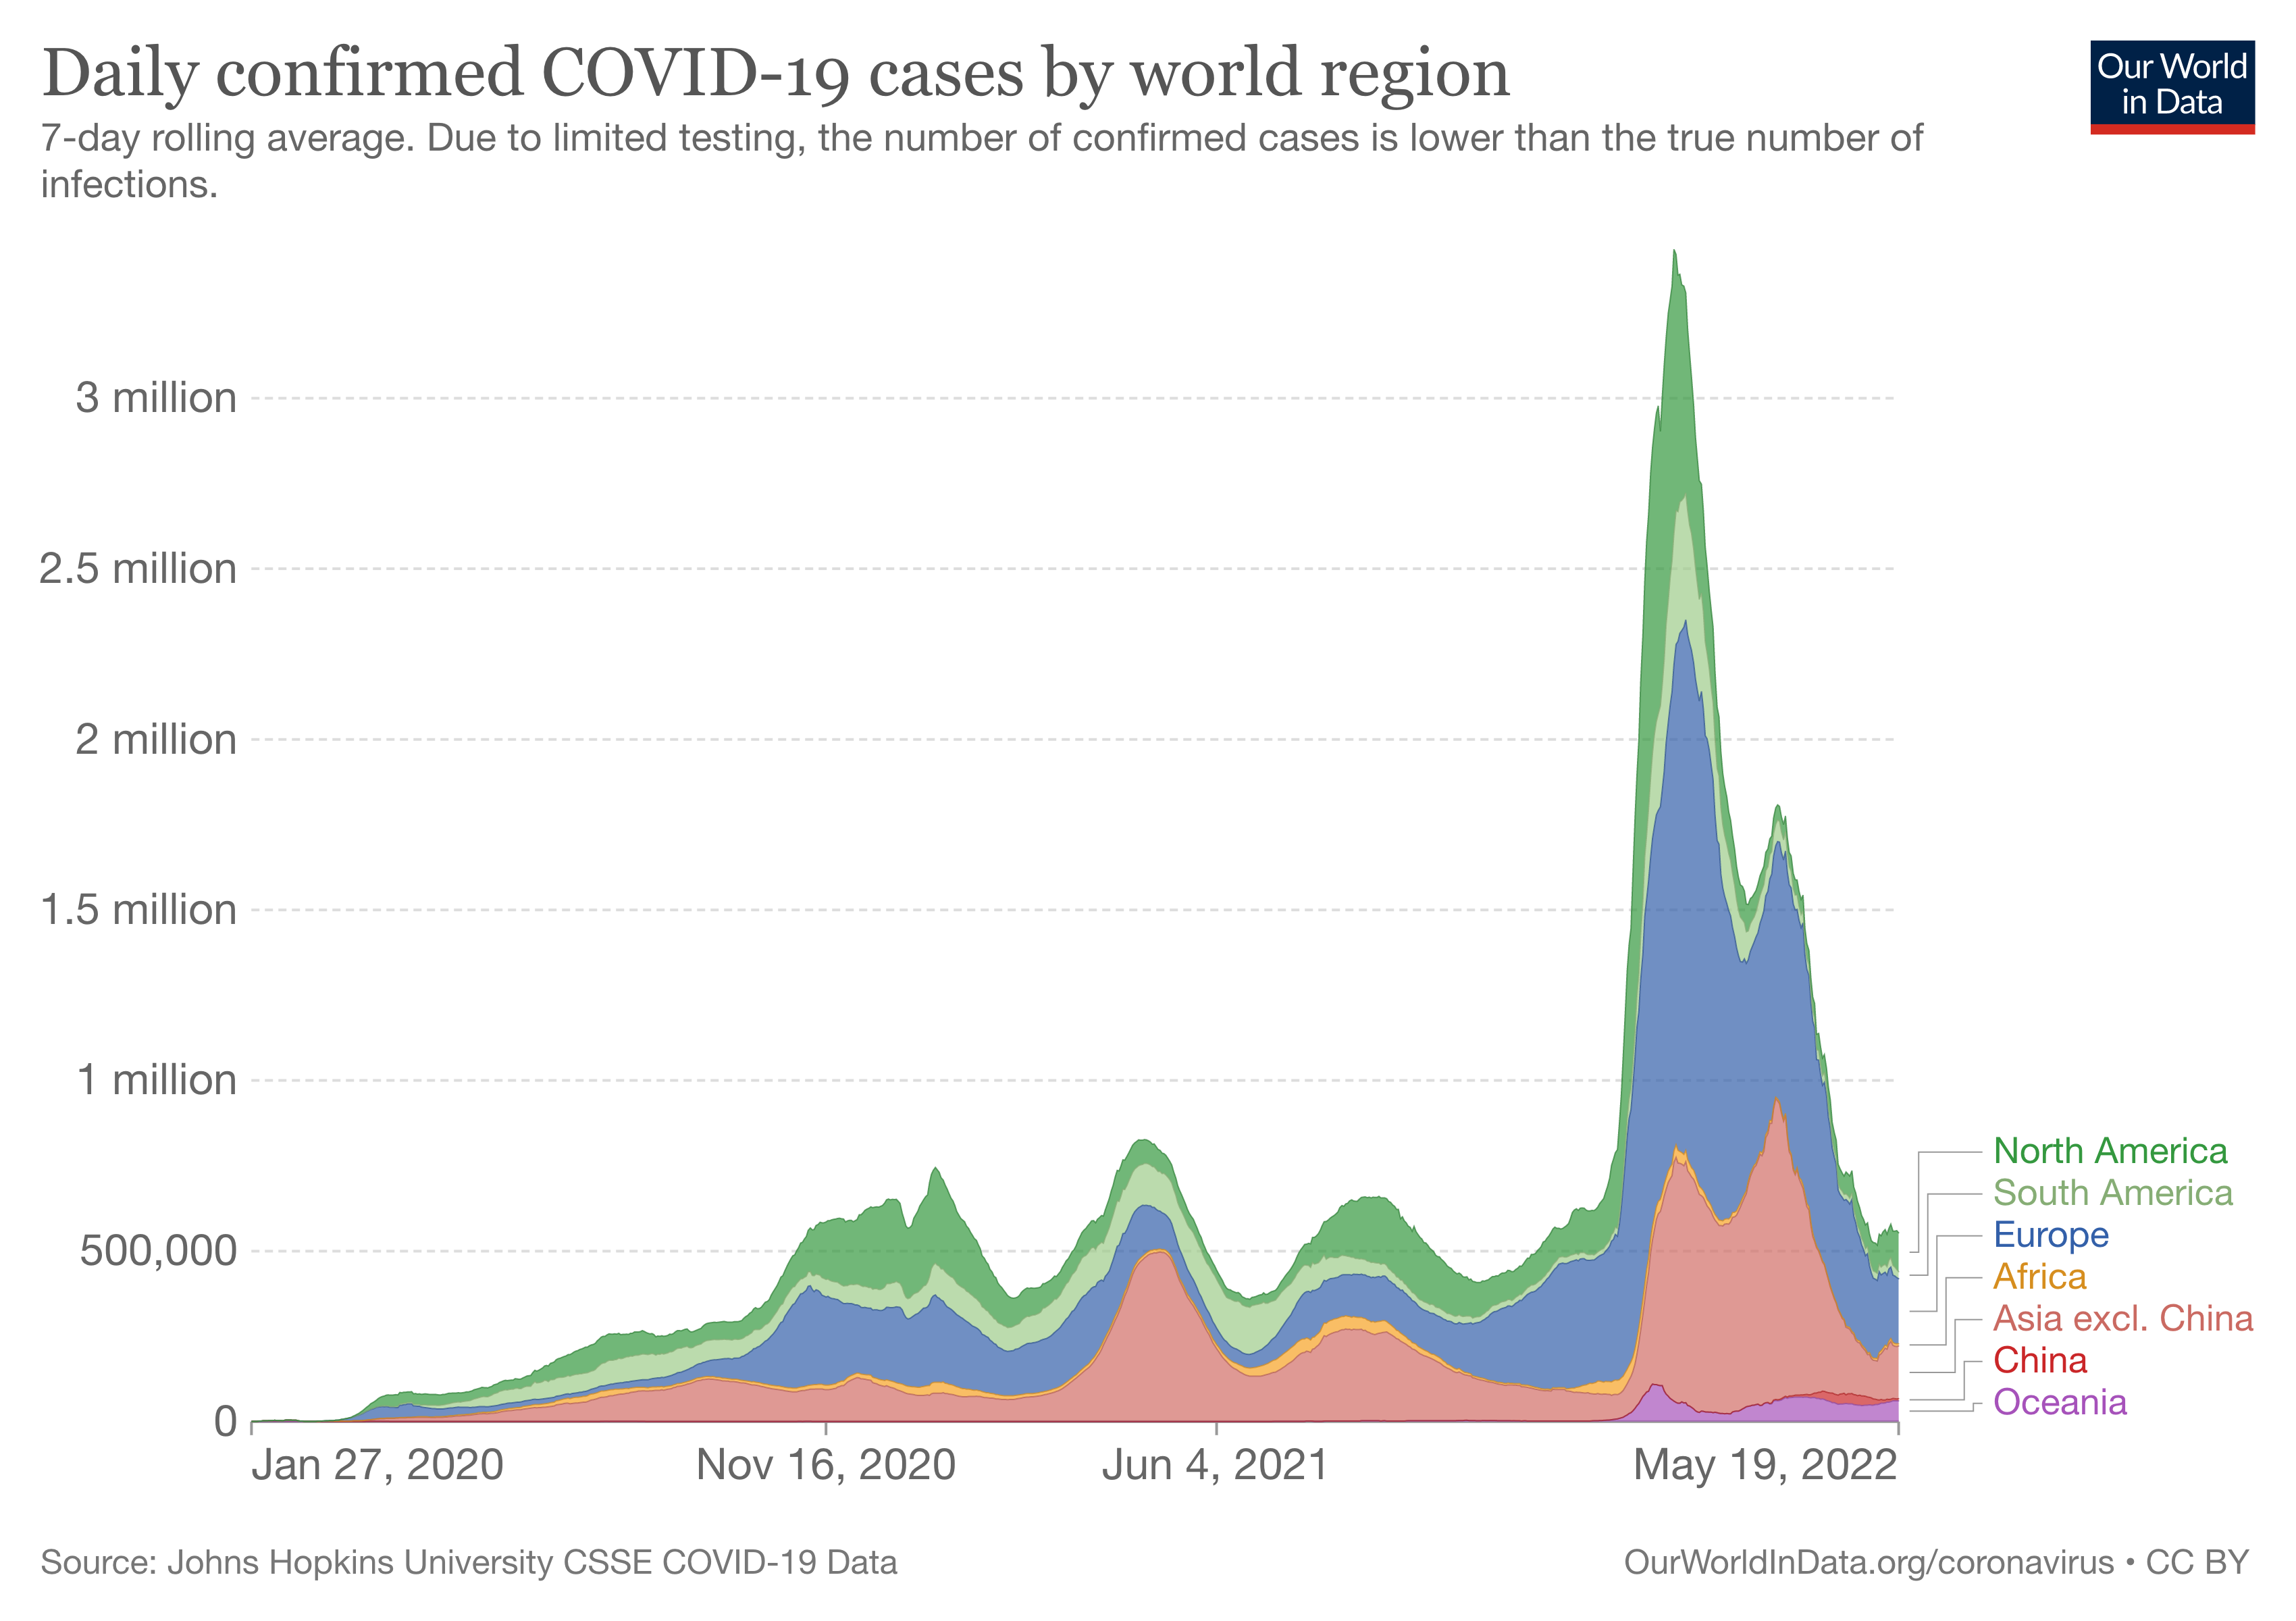 Daily confirmed COVID-19 cases by world region
Our World
in Data
7-day rolling average. Due to limited testing, the number of confirmed cases is lower than the true number of
infections.
3 million
2.5 million
2 million
1.5 million
1 million
500,000
0
North America
South America
Europe
Africa
Asia excl. China
China
Oceania
Jan 27, 2020
Nov 16, 2020
Jun 4, 2021
May 19, 2022
Source: Johns Hopkins University CSSE COVID-19 Data
OurWorldInData.org/coronavirus • CC BY